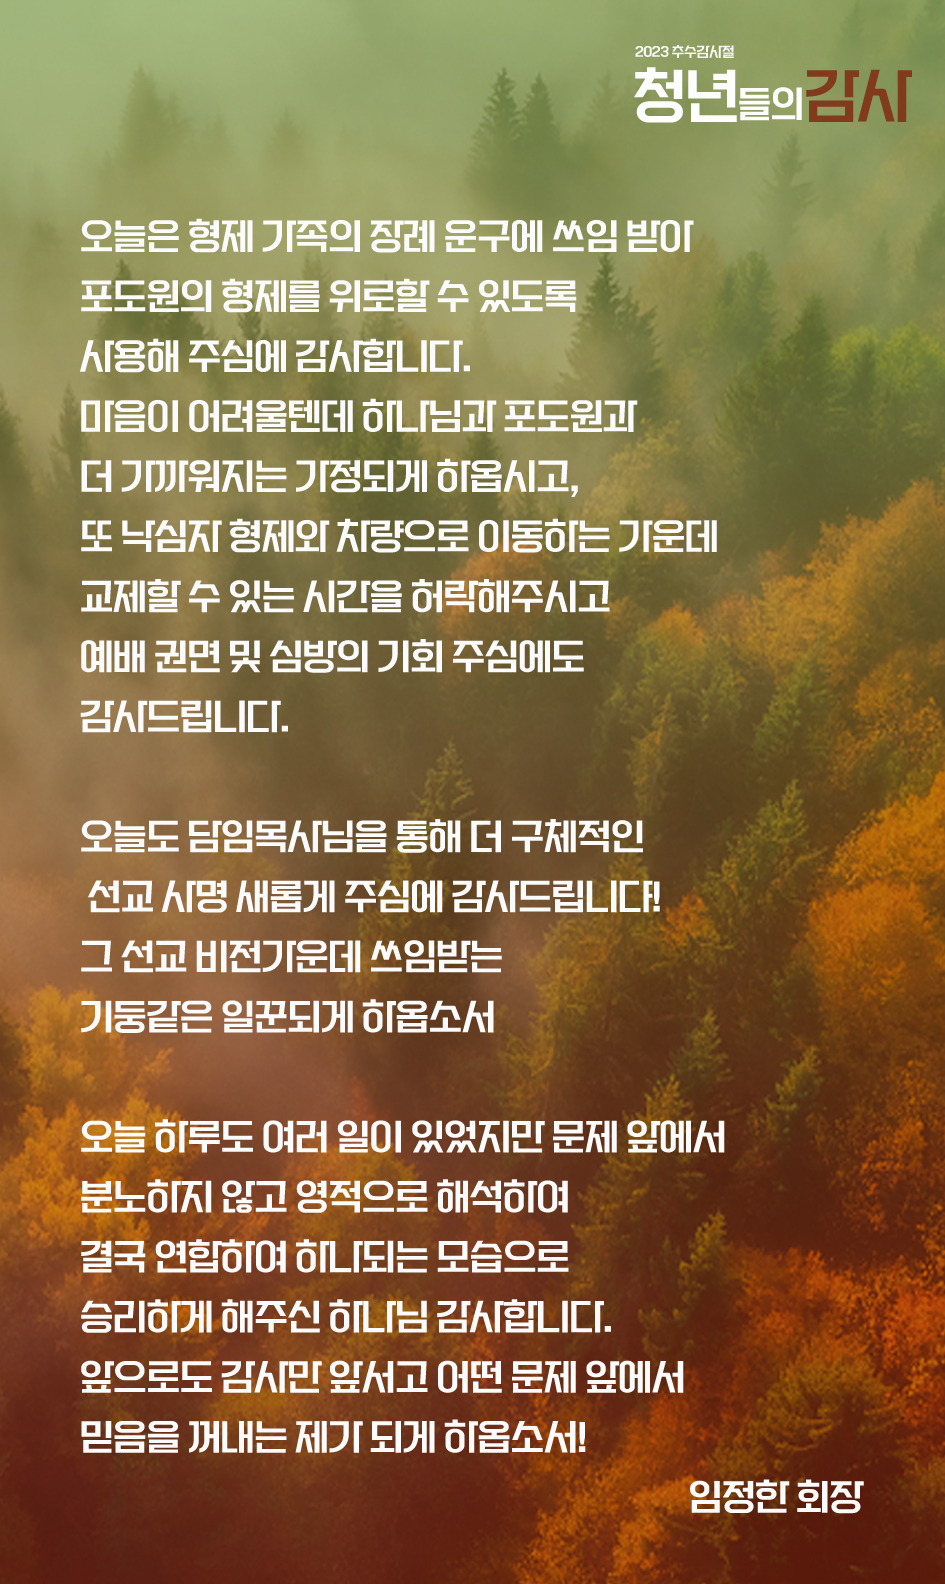 2023 추수감사절
청년들의감사
오늘은 형제 가족의 장례 운구에 쓰임 받아
포도원의 형제를 위로할 수 있도록
사용해 주심에 감사합니다.
마음이 어려울텐데 하나님과 포도원과
더 가까워지는 가정되게 하옵시고,
또 낙심자 형제와 차량으로 이동하는 가운데
교제할 수 있는 시간을 허락해주시고
예배 권면 및 심방의 기회 주심에도
감사드립니다.
오늘도 담임목사님을 통해 더 구체적인
선교 사명 새롭게 주심에 감사드립니다!
그 선교 비전가운데 쓰임받는
기둥같은 일꾼되게 하옵소서
오늘 하루도 여러 일이 있었지만 문제 앞에서
분노하지 않고 영적으로 해석하여
결국 연합하여 하나되는 모습으로
승리하게 해주신 하나님 감사합니다.
앞으로도 감사만 앞서고 어떤 문제 앞에서
믿음을 꺼내는 제가 되게 하옵소서!
임정한 회장